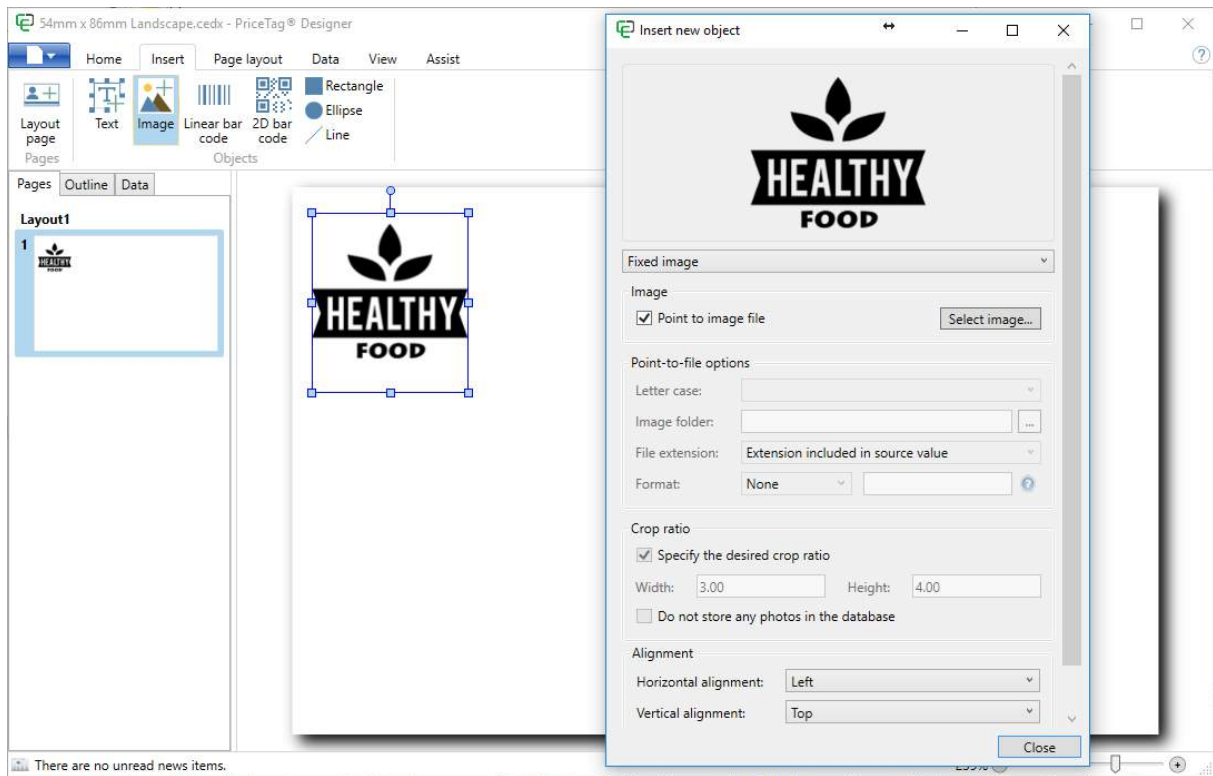 54mm x 86mm Landscape.cedx - PriceTag® Designer
Home Insert Page layout Data View Assist
Layout page
Text
Image
Linear bar code
2D bar code
Rectangle
Ellipse
Line
Pages
Objects
Pages Outline Data
Layout1
1
HEALTHY
FOOD
HEALTHY
FOOD
Insert new object
HEALTHY
FOOD
Fixed image
Image
Point to image file
Select image...
Point-to-file options
Letter case:
Image folder:
...
File extension: Extension included in source value
Format: None
Crop ratio
Specify the desired crop ratio
Width: 3.00 Height: 4.00
Do not store any photos in the database
Alignment
Horizontal alignment: Left
Vertical alignment: Top
Close
There are no unread news items.